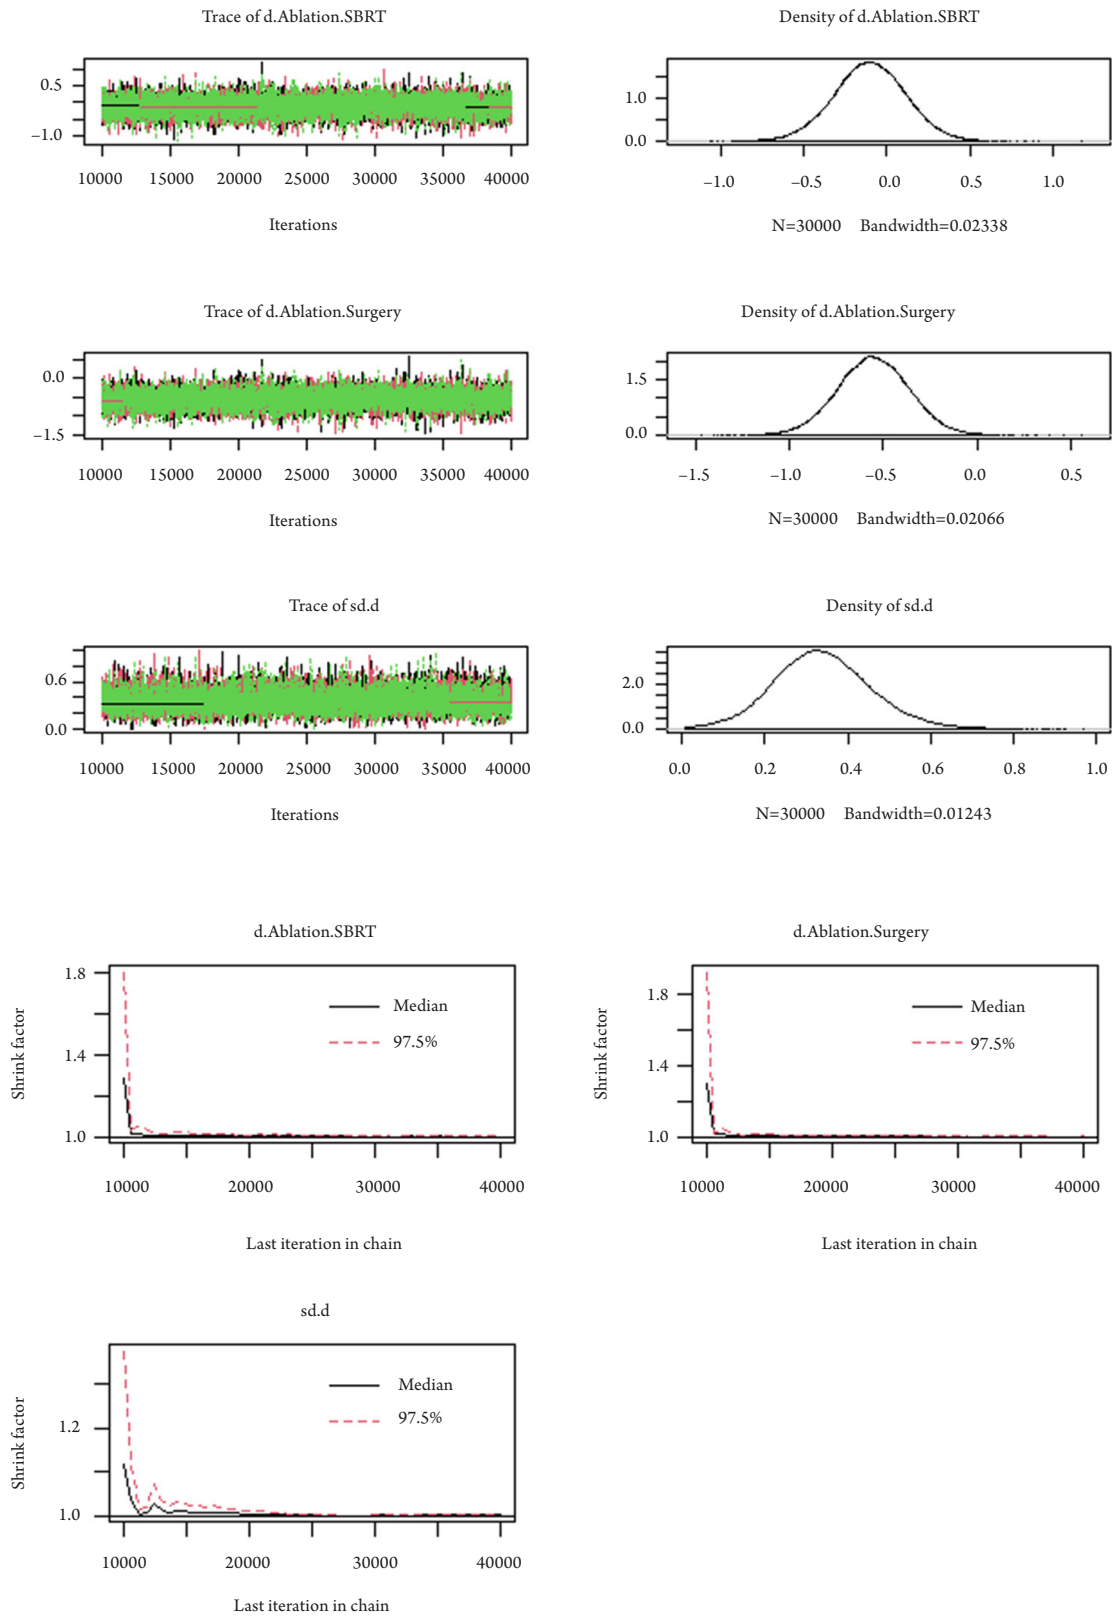 Trace of d.Ablation.SBRT
Density of d.Ablation.SBRT
0.5
–1.0
10000 15000 20000 25000 30000 35000 40000
Iterations
1.0
0.0
–1.0 –0.5 0.0 0.5 1.0
N=30000 Bandwidth=0.02338
Trace of d.Ablation.Surgery
Density of d.Ablation.Surgery
0.0
–1.5
10000 15000 20000 25000 30000 35000 40000
Iterations
1.5
0.0
–1.5 –1.0 –0.5 0.0 0.5
N=30000 Bandwidth=0.02066
Trace of sd.d
Density of sd.d
0.6
0.0
10000 15000 20000 25000 30000 35000 40000
Iterations
2.0
0.0
0.0 0.2 0.4 0.6 0.8 1.0
N=30000 Bandwidth=0.01243
d.Ablation.SBRT
Shrink factor
1.8
1.4
1.0
Median
97.5%
10000 20000 30000 40000
Last iteration in chain
d.Ablation.Surgery
Shrink factor
1.8
1.4
1.0
Median
97.5%
10000 20000 30000 40000
Last iteration in chain
sd.d
Shrink factor
1.2
1.0
Median
97.5%
10000 20000 30000 40000
Last iteration in chain